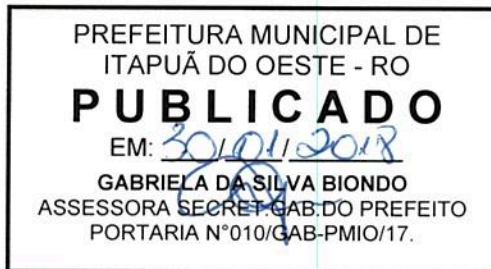 PREFEITURA MUNICIPAL DE
ITAPUÃ DO OESTE - RO
PUBLICADO
EM: 30/01/2018
GABRIELA DA SILVA BIONDO
ASSESSORA SECRET.GAB.DO PREFEITO
PORTARIA N°010/GAB-PMIO/17.